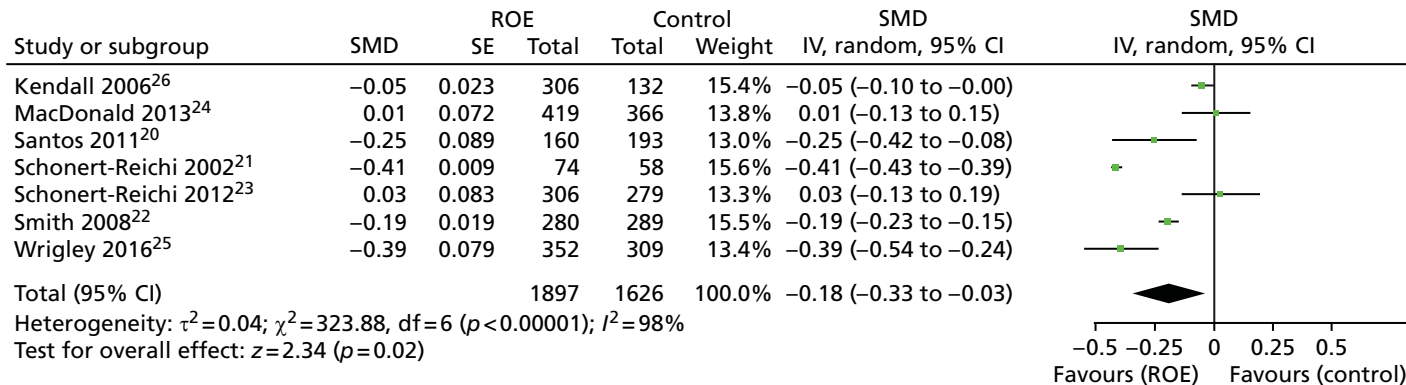 ROE Control SMD SMD
Study or subgroup SMD SE Total Total Weight IV, random, 95% CI IV, random, 95% CI
Kendall 2006²⁶ −0.05 0.023 306 132 15.4% −0.05 (−0.10 to −0.00)
MacDonald 2013²⁴ 0.01 0.072 419 366 13.8% 0.01 (−0.13 to 0.15)
Santos 2011²⁰ −0.25 0.089 160 193 13.0% −0.25 (−0.42 to −0.08)
Schonert-Reichi 2002²¹ −0.41 0.009 74 58 15.6% −0.41 (−0.43 to −0.39)
Schonert-Reichi 2012²³ 0.03 0.083 306 279 13.3% 0.03 (−0.13 to 0.19)
Smith 2008²² −0.19 0.019 280 289 15.5% −0.19 (−0.23 to −0.15)
Wrigley 2016²⁵ −0.39 0.079 352 309 13.4% −0.39 (−0.54 to −0.24)
Total (95% CI) 1897 1626 100.0% −0.18 (−0.33 to −0.03)
Heterogeneity: τ²=0.04; χ²=323.88, df=6 (p<0.00001); I²=98%
Test for overall effect: z=2.34 (p=0.02)
−0.5 −0.25 0 0.25 0.5
Favours (ROE) Favours (control)